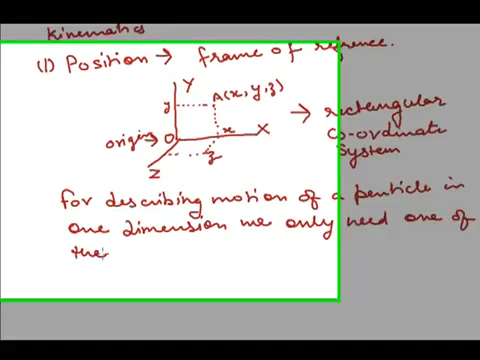 Kinematics
(1) Position → frame of refrence.
Y
y
A(x, y, z)
→ rectangular
origin → O
x
X
co-ordinate
z
system
Z
for describing motion of a particle in
one dimension we only need one of
the